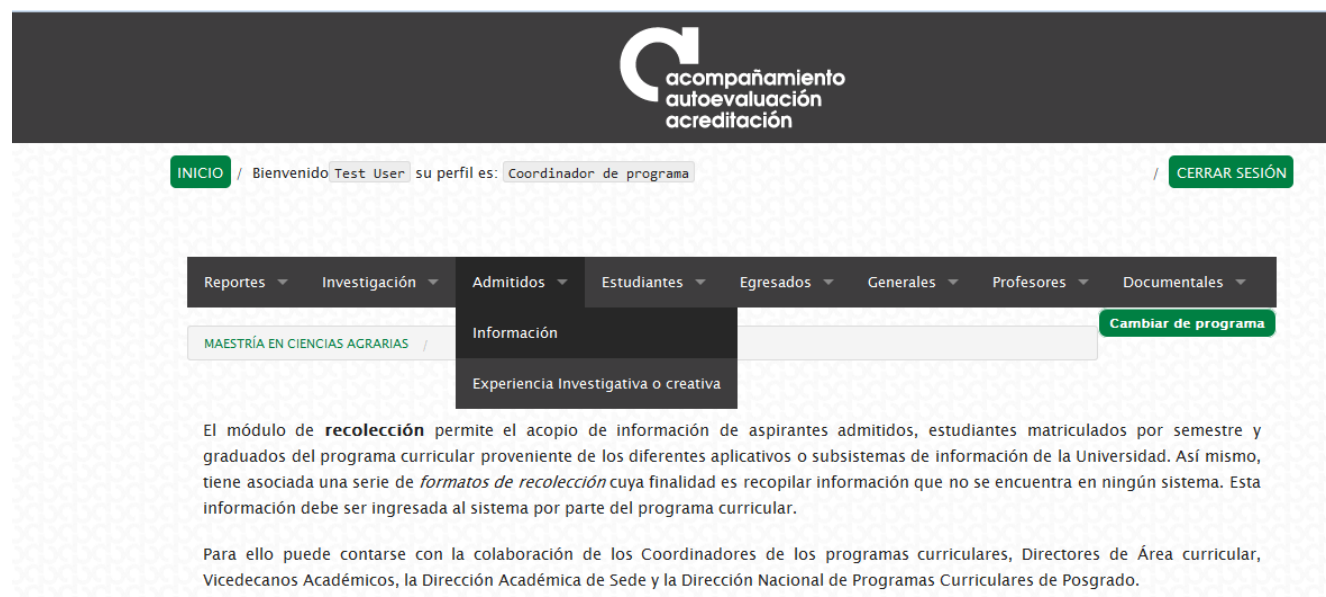 acompañamiento
autoevaluación
acreditación
INICIO / Bienvenido Test User su perfil es: Coordinador de programa / CERRAR SESIÓN
Reportes Investigación Admitidos Estudiantes Egresados Generales Profesores Documentales
Cambiar de programa
MAESTRÍA EN CIENCIAS AGRARIAS /
Información
Experiencia Investigativa o creativa
El módulo de recolección permite el acopio de información de aspirantes admitidos, estudiantes matriculados por semestre y
graduados del programa curricular proveniente de los diferentes aplicativos o subsistemas de información de la Universidad. Así mismo,
tiene asociada una serie de formatos de recolección cuya finalidad es recopilar información que no se encuentra en ningún sistema. Esta
información debe ser ingresada al sistema por parte del programa curricular.
Para ello puede contarse con la colaboración de los Coordinadores de los programas curriculares, Directores de Área curricular,
Vicedecanos Académicos, la Dirección Académica de Sede y la Dirección Nacional de Programas Curriculares de Posgrado.